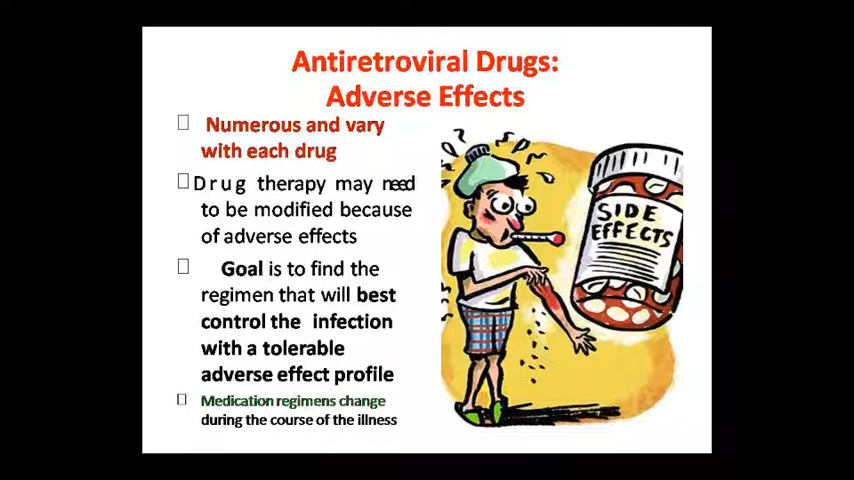 Antiretroviral Drugs:
Adverse Effects
Numerous and vary
with each drug
Drug therapy may need
to be modified because
of adverse effects
Goal is to find the
regimen that will best
control the infection
with a tolerable
adverse effect profile
Medication regimens change
during the course of the illness
SIDE
EFFECTS